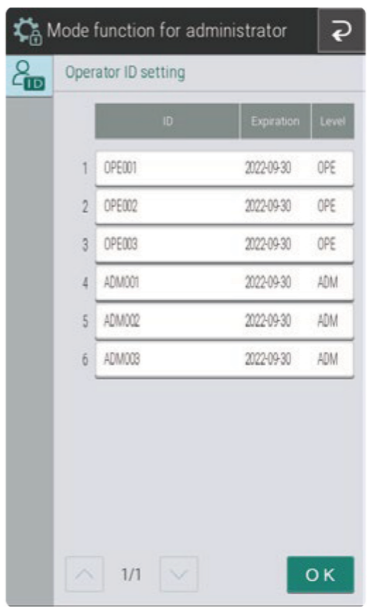 Mode function for administrator
ID
Operator ID setting
ID Expiration Level
1 OPE001 2022-09-30 OPE
2 OPE002 2022-09-30 OPE
3 OPE003 2022-09-30 OPE
4 ADM001 2022-09-30 ADM
5 ADM002 2022-09-30 ADM
6 ADM003 2022-09-30 ADM
1/1
OK